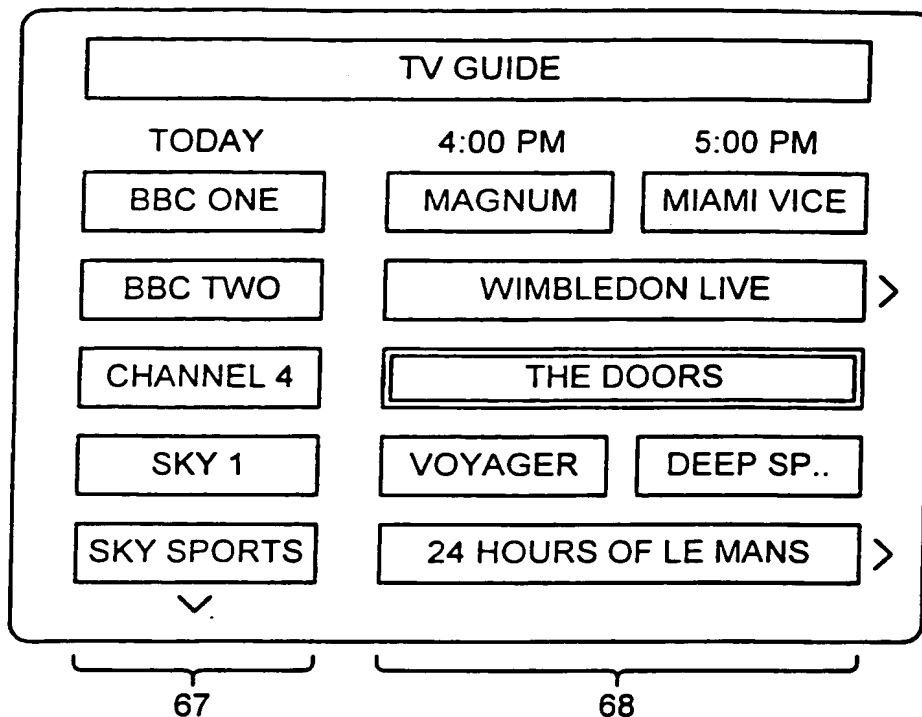 TV GUIDE
TODAY 4:00 PM 5:00 PM
BBC ONE MAGNUM MIAMI VICE
BBC TWO WIMBLEDON LIVE >
CHANNEL 4 THE DOORS
SKY 1 VOYAGER DEEP SP..
SKY SPORTS 24 HOURS OF LE MANS >
67 68